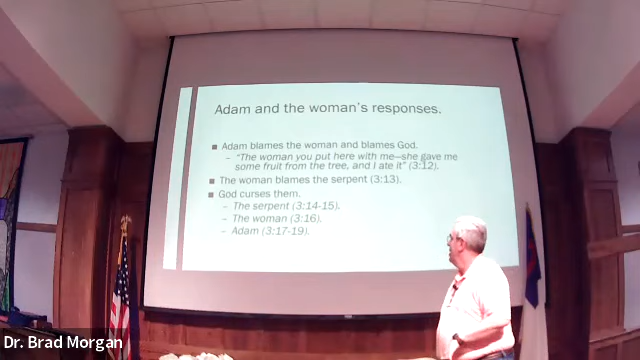 Adam and the woman's responses.
Adam blames the woman and blames God.
– "The woman you put here with me—she gave me
some fruit from the tree, and I ate it" (3:12).
The woman blames the serpent (3:13).
God curses them.
– The serpent (3:14-15).
– The woman (3:16).
– Adam (3:17-19).
Dr. Brad Morgan